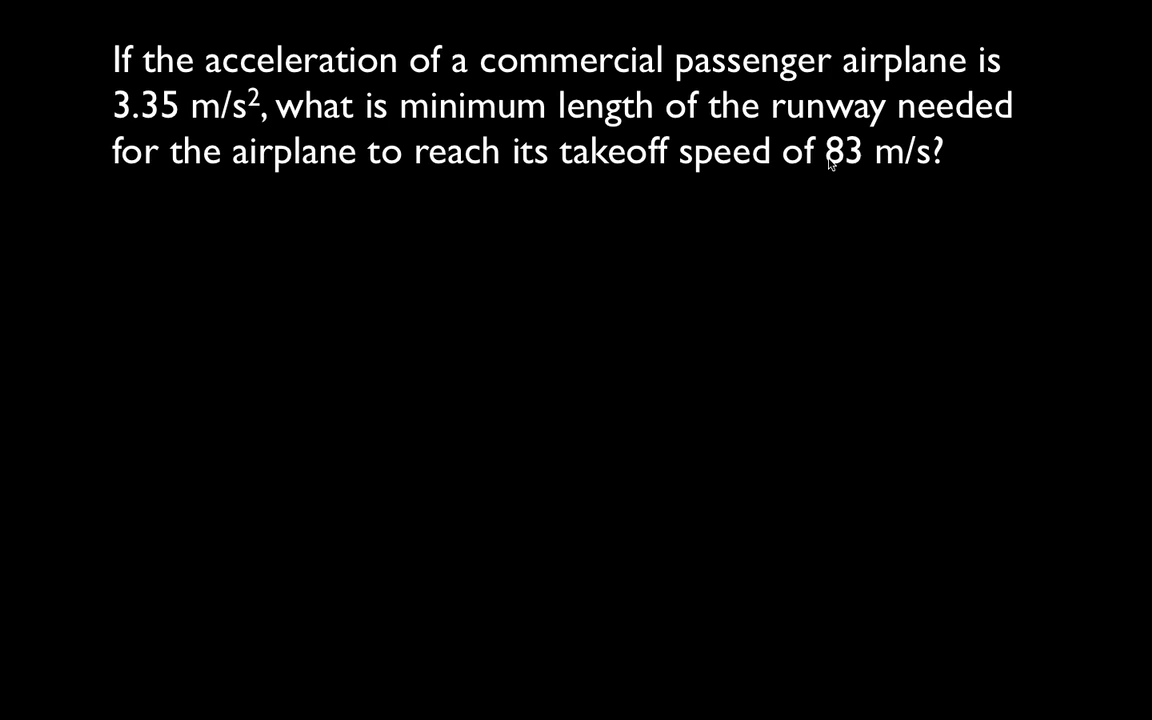 If the acceleration of a commercial passenger airplane is
3.35 m/s², what is minimum length of the runway needed
for the airplane to reach its takeoff speed of 83 m/s?